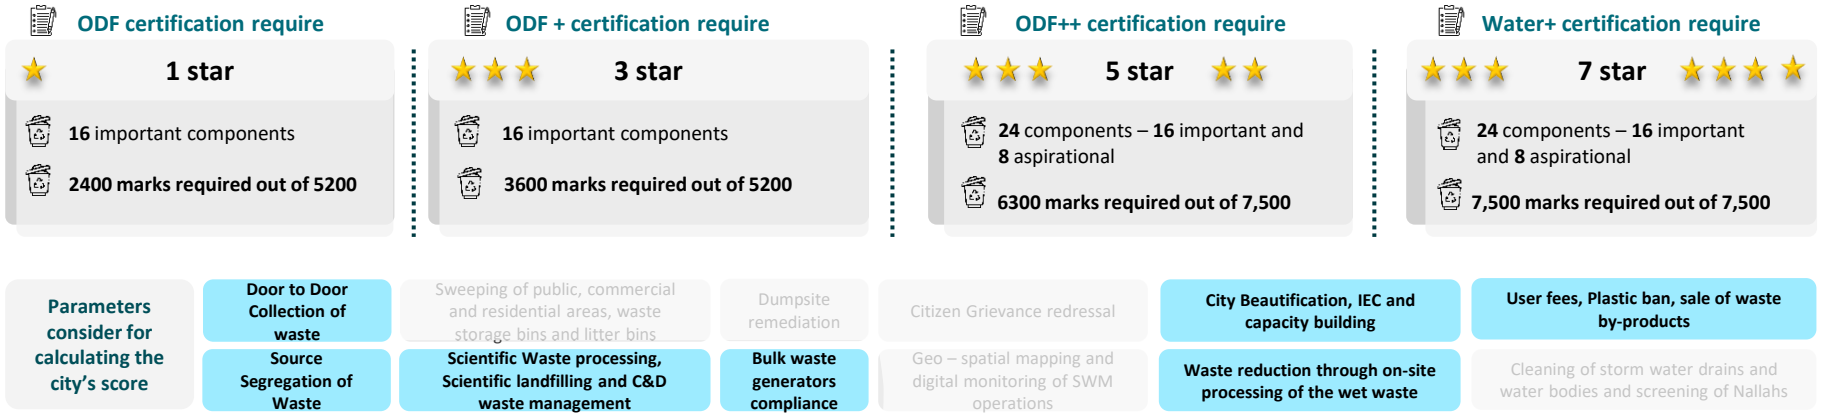 ODF certification require
1 star
16 important components
2400 marks required out of 5200
ODF + certification require
3 star
16 important components
3600 marks required out of 5200
ODF++ certification require
5 star
24 components – 16 important and
8 aspirational
6300 marks required out of 7,500
Water+ certification require
7 star
24 components – 16 important
and 8 aspirational
7,500 marks required out of 7,500
Parameters
consider for
calculating the
city's score
Door to Door
Collection of
waste
Sweeping of public, commercial
and residential areas, waste
storage bins and litter bins
Dumpsite
remediation
Citizen Grievance redressal
City Beautification, IEC and
capacity building
User fees, Plastic ban, sale of waste
by-products
Source
Segregation of
Waste
Scientific Waste processing,
Scientific landfilling and C&D
waste management
Bulk waste
generators
compliance
Geo – spatial mapping and
digital monitoring of SWM
operations
Waste reduction through on-site
processing of the wet waste
Cleaning of storm water drains and
water bodies and screening of Nallahs